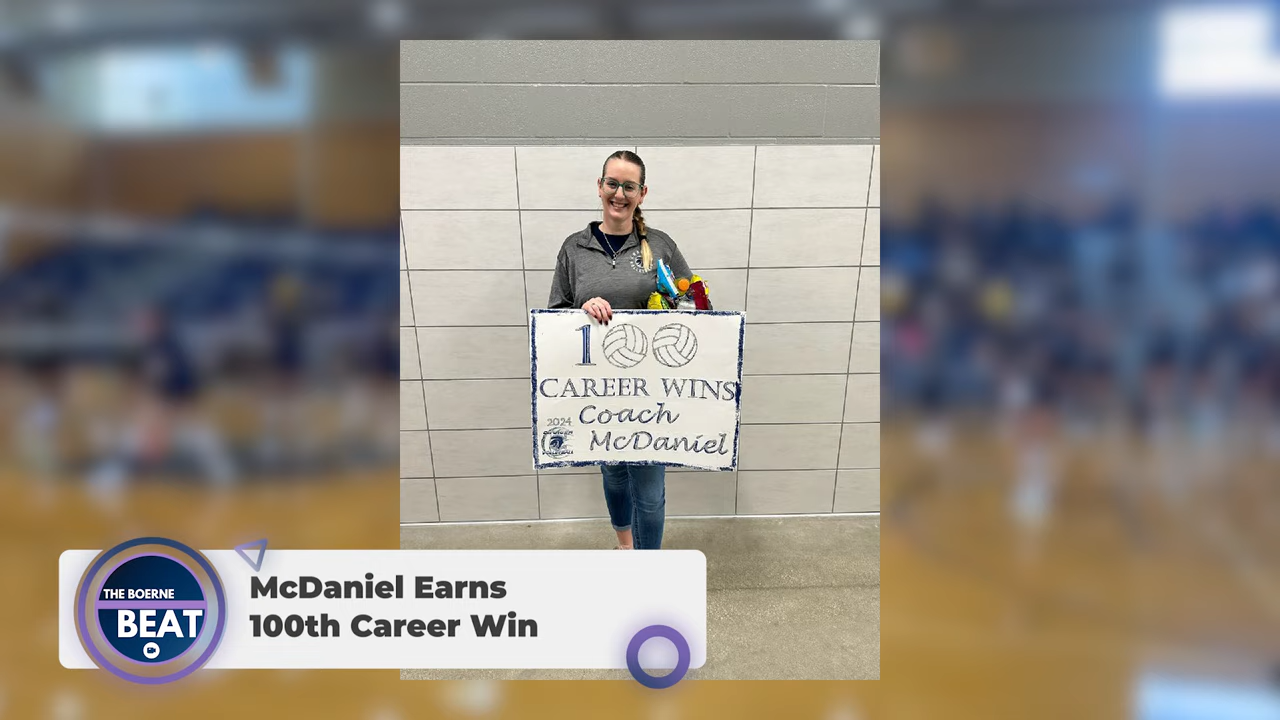 100
CAREER WINS
Coach
2024
McDaniel
THE BOERNE
BEAT
McDaniel Earns
100th Career Win